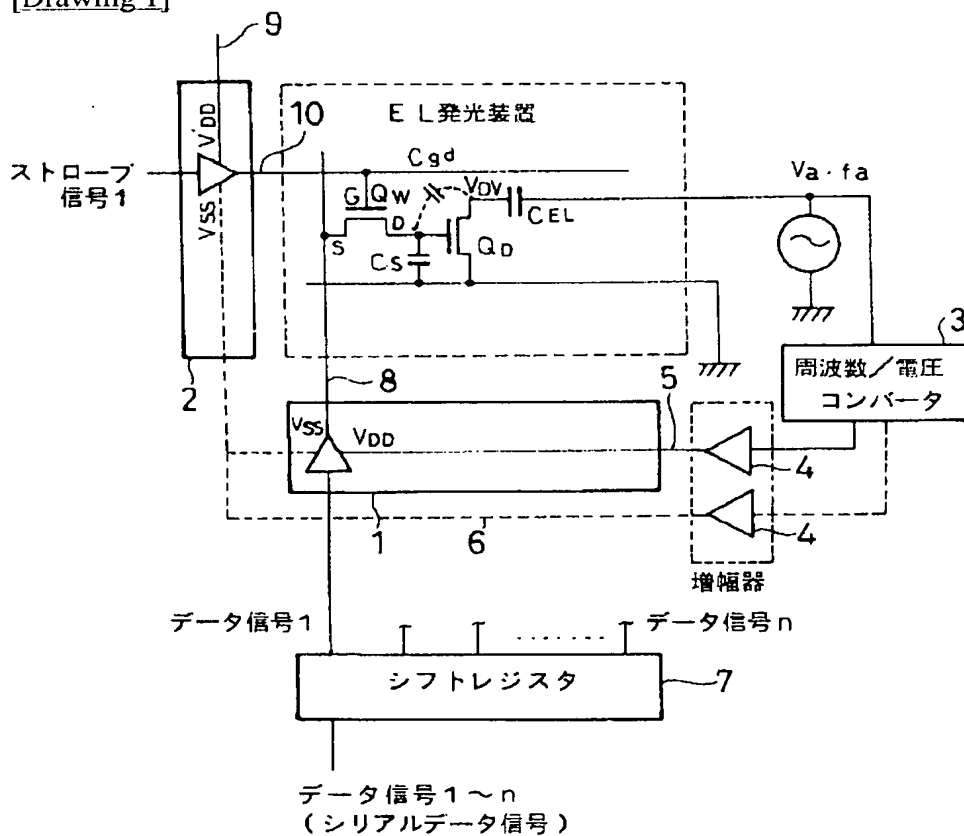 [Drawing 1]
9
EL発光装置
10
VDD
ストローブ
信号1
VSS
Cgd
Va・fa
G
QW
VDV
CEL
S
D
QD
CS
3
周波数/電圧
コンバータ
2
8
5
VSS
VDD
4
1
6
4
増幅器
データ信号1
‥‥‥‥
データ信号n
シフトレジスタ
7
データ信号1〜n
(シリアルデータ信号)